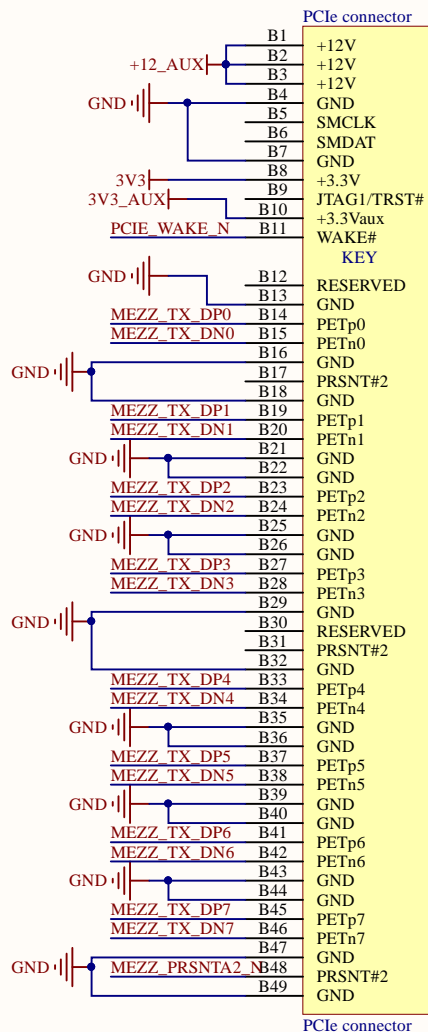 PCIe connector
B1 +12V
+12_AUX B2 +12V
B3 +12V
GND B4 GND
B5 SMCLK
B6 SMDAT
B7 GND
3V3 B8 +3.3V
3V3_AUX B9 JTAG1/TRST#
B10 +3.3Vaux
PCIE_WAKE_N B11 WAKE#
KEY
GND B12 RESERVED
B13 GND
MEZZ_TX_DP0 B14 PETp0
MEZZ_TX_DN0 B15 PETn0
B16 GND
GND B17 PRSNT#2
B18 GND
MEZZ_TX_DP1 B19 PETp1
MEZZ_TX_DN1 B20 PETn1
GND B21 GND
B22 GND
MEZZ_TX_DP2 B23 PETp2
MEZZ_TX_DN2 B24 PETn2
GND B25 GND
B26 GND
MEZZ_TX_DP3 B27 PETp3
MEZZ_TX_DN3 B28 PETn3
B29 GND
GND B30 RESERVED
B31 PRSNT#2
B32 GND
MEZZ_TX_DP4 B33 PETp4
MEZZ_TX_DN4 B34 PETn4
GND B35 GND
B36 GND
MEZZ_TX_DP5 B37 PETp5
MEZZ_TX_DN5 B38 PETn5
GND B39 GND
B40 GND
MEZZ_TX_DP6 B41 PETp6
MEZZ_TX_DN6 B42 PETn6
GND B43 GND
B44 GND
MEZZ_TX_DP7 B45 PETp7
MEZZ_TX_DN7 B46 PETn7
B47 GND
GND MEZZ_PRSNTA2_N B48 PRSNT#2
B49 GND
PCIe connector